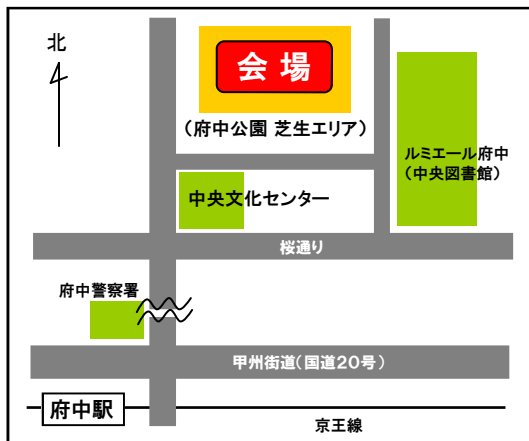 北
会場
(府中公園 芝生エリア)
ルミエール府中
(中央図書館)
中央文化センター
桜通り
府中警察署
甲州街道(国道20号)
府中駅
京王線